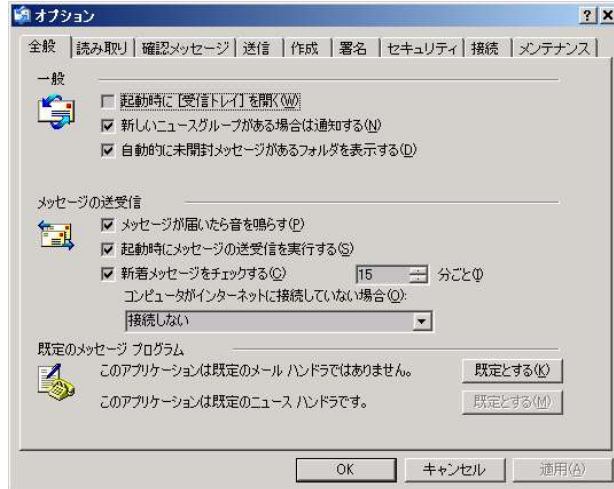 オプション
全般 読み取り 確認メッセージ 送信 作成 署名 セキュリティ 接続 メンテナンス
一般
起動時に［受信トレイ］を開く(W)
新しいニュースグループがある場合は通知する(N)
自動的に未開封メッセージがあるフォルダを表示する(D)
メッセージの送受信
メッセージが届いたら音を鳴らす(P)
起動時にメッセージの送受信を実行する(S)
新着メッセージをチェックする(C) 15 分ごと(I)
コンピュータがインターネットに接続していない場合(O):
接続しない
既定のメッセージ プログラム
このアプリケーションは既定のメール ハンドラではありません。 既定とする(K)
このアプリケーションは既定のニュース ハンドラです。 既定とする(M)
OK キャンセル 適用(A)